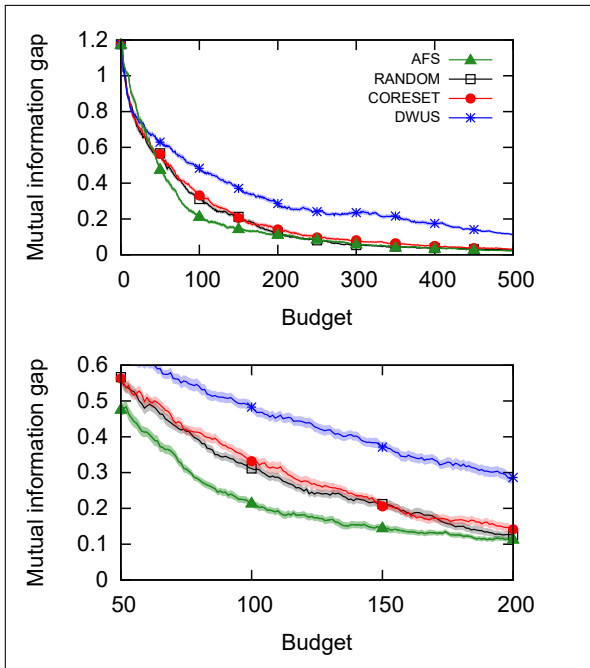 Mutual information gap
1.2
1
0.8
0.6
0.4
0.2
0
AFS
RANDOM
CORESET
DWUS
0 100 200 300 400 500
Budget
Mutual information gap
0.6
0.5
0.4
0.3
0.2
0.1
0
50 100 150 200
Budget